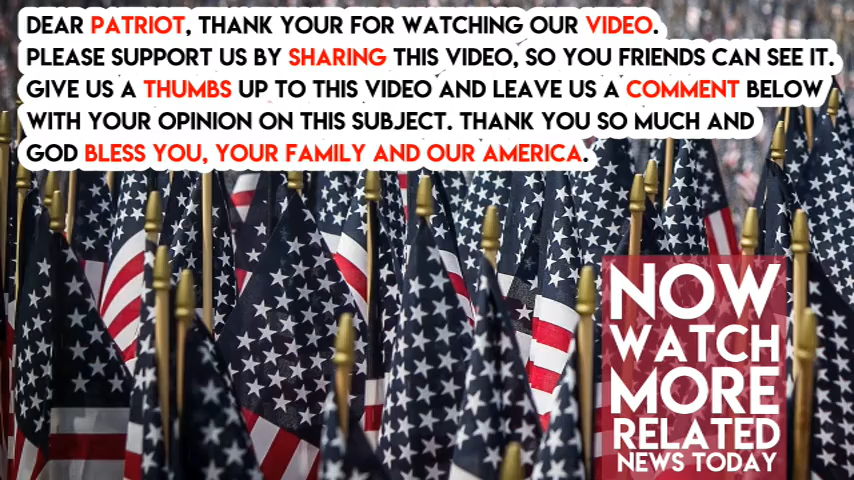 DEAR PATRIOT, THANK YOUR FOR WATCHING OUR VIDEO.
PLEASE SUPPORT US BY SHARING THIS VIDEO, SO YOU FRIENDS CAN SEE IT.
GIVE US A THUMBS UP TO THIS VIDEO AND LEAVE US A COMMENT BELOW
WITH YOUR OPINION ON THIS SUBJECT. THANK YOU SO MUCH AND
GOD BLESS YOU, YOUR FAMILY AND OUR AMERICA.
NOW
WATCH
MORE
RELATED
NEWS TODAY